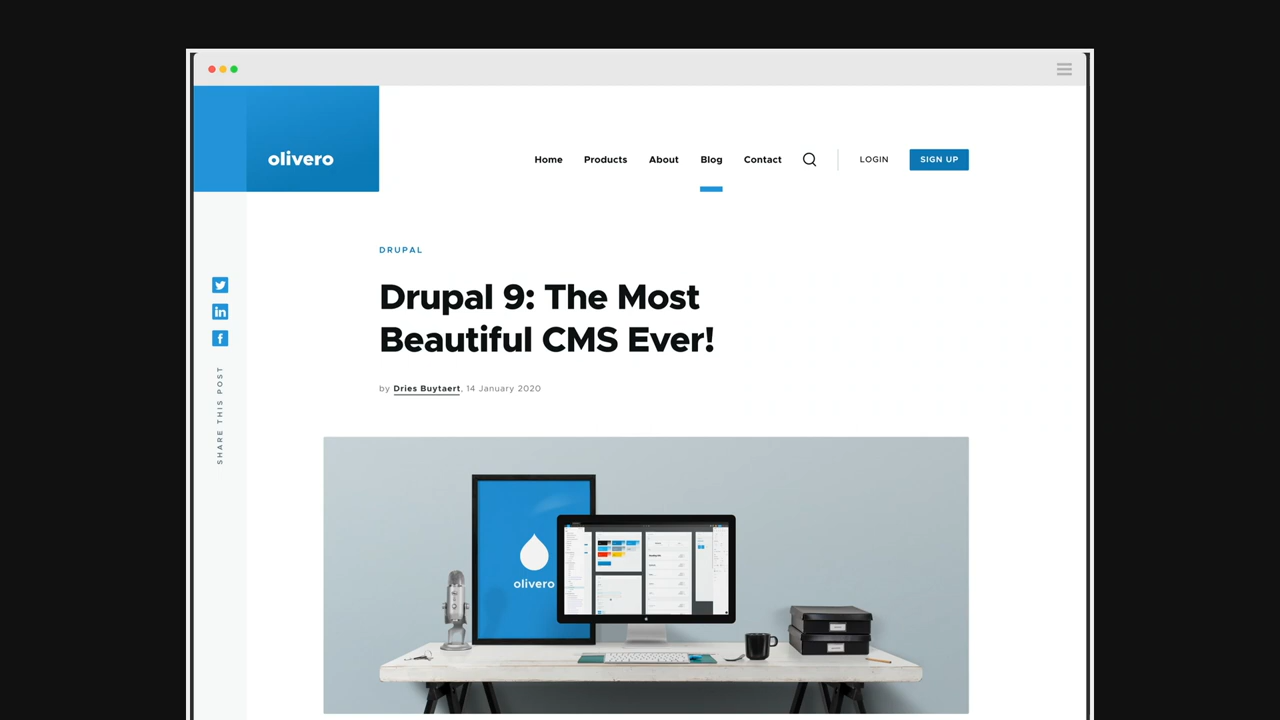 olivero
Home Products About Blog Contact LOGIN SIGN UP
DRUPAL
Drupal 9: The Most
Beautiful CMS Ever!
by Dries Buytaert, 14 January 2020
SHARE THIS POST
olivero